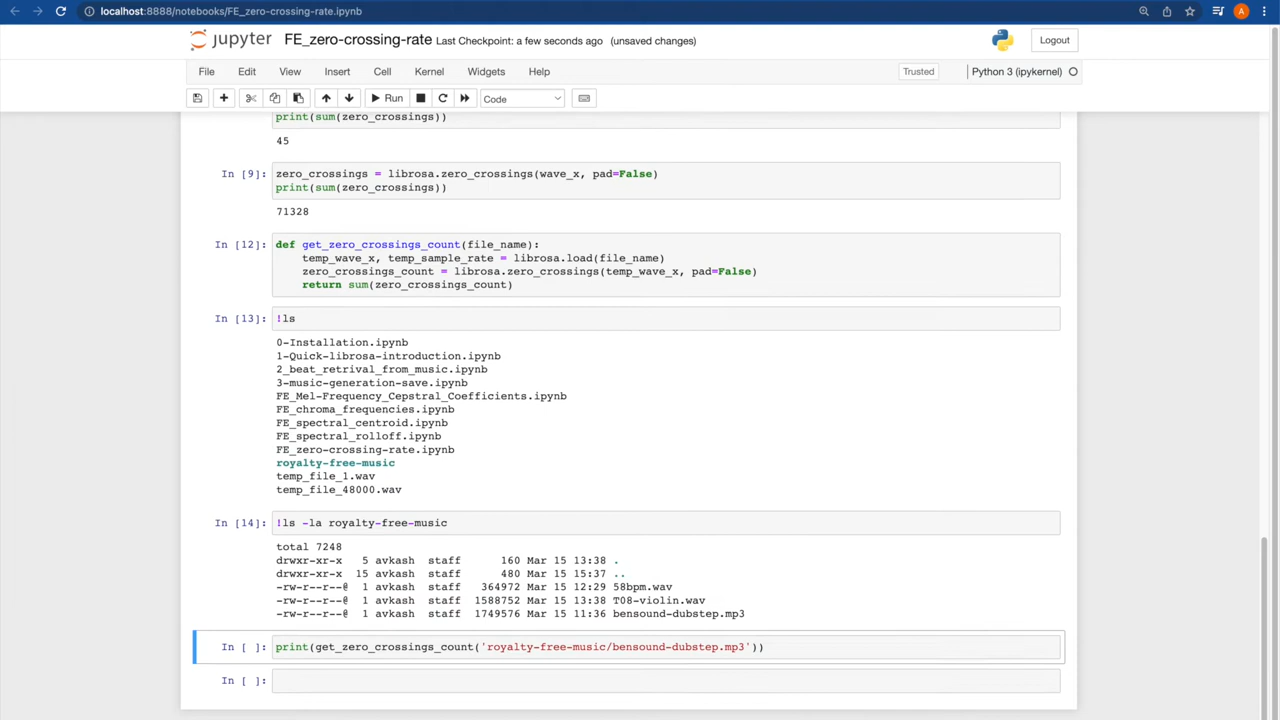 localhost:8888/notebooks/FE_zero-crossing-rate.ipynb
A
jupyter FE_zero-crossing-rate Last Checkpoint: a few seconds ago (unsaved changes) Logout
File Edit View Insert Cell Kernel Widgets Help Trusted Python 3 (ipykernel)
Run Code
print(sum(zero_crossings))
45
In [9]: zero_crossings = librosa.zero_crossings(wave_x, pad=False)
print(sum(zero_crossings))
71328
In [12]: def get_zero_crossings_count(file_name):
temp_wave_x, temp_sample_rate = librosa.load(file_name)
zero_crossings_count = librosa.zero_crossings(temp_wave_x, pad=False)
return sum(zero_crossings_count)
In [13]: !ls
0-Installation.ipynb
1-Quick-librosa-introduction.ipynb
2_beat_retrival_from_music.ipynb
3-music-generation-save.ipynb
FE_Mel-Frequency_Cepstral_Coefficients.ipynb
FE_chroma_frequencies.ipynb
FE_spectral_centroid.ipynb
FE_spectral_rolloff.ipynb
FE_zero-crossing-rate.ipynb
royalty-free-music
temp_file_1.wav
temp_file_48000.wav
In [14]: !ls -la royalty-free-music
total 7248
drwxr-xr-x 5 avkash staff 160 Mar 15 13:38 .
drwxr-xr-x 15 avkash staff 480 Mar 15 15:37 ..
-rw-r--r--@ 1 avkash staff 364972 Mar 15 12:29 58bpm.wav
-rw-r--r--@ 1 avkash staff 1588752 Mar 15 13:38 T08-violin.wav
-rw-r--r--@ 1 avkash staff 1749576 Mar 15 11:36 bensound-dubstep.mp3
In [ ]: print(get_zero_crossings_count('royalty-free-music/bensound-dubstep.mp3'))
In [ ]: